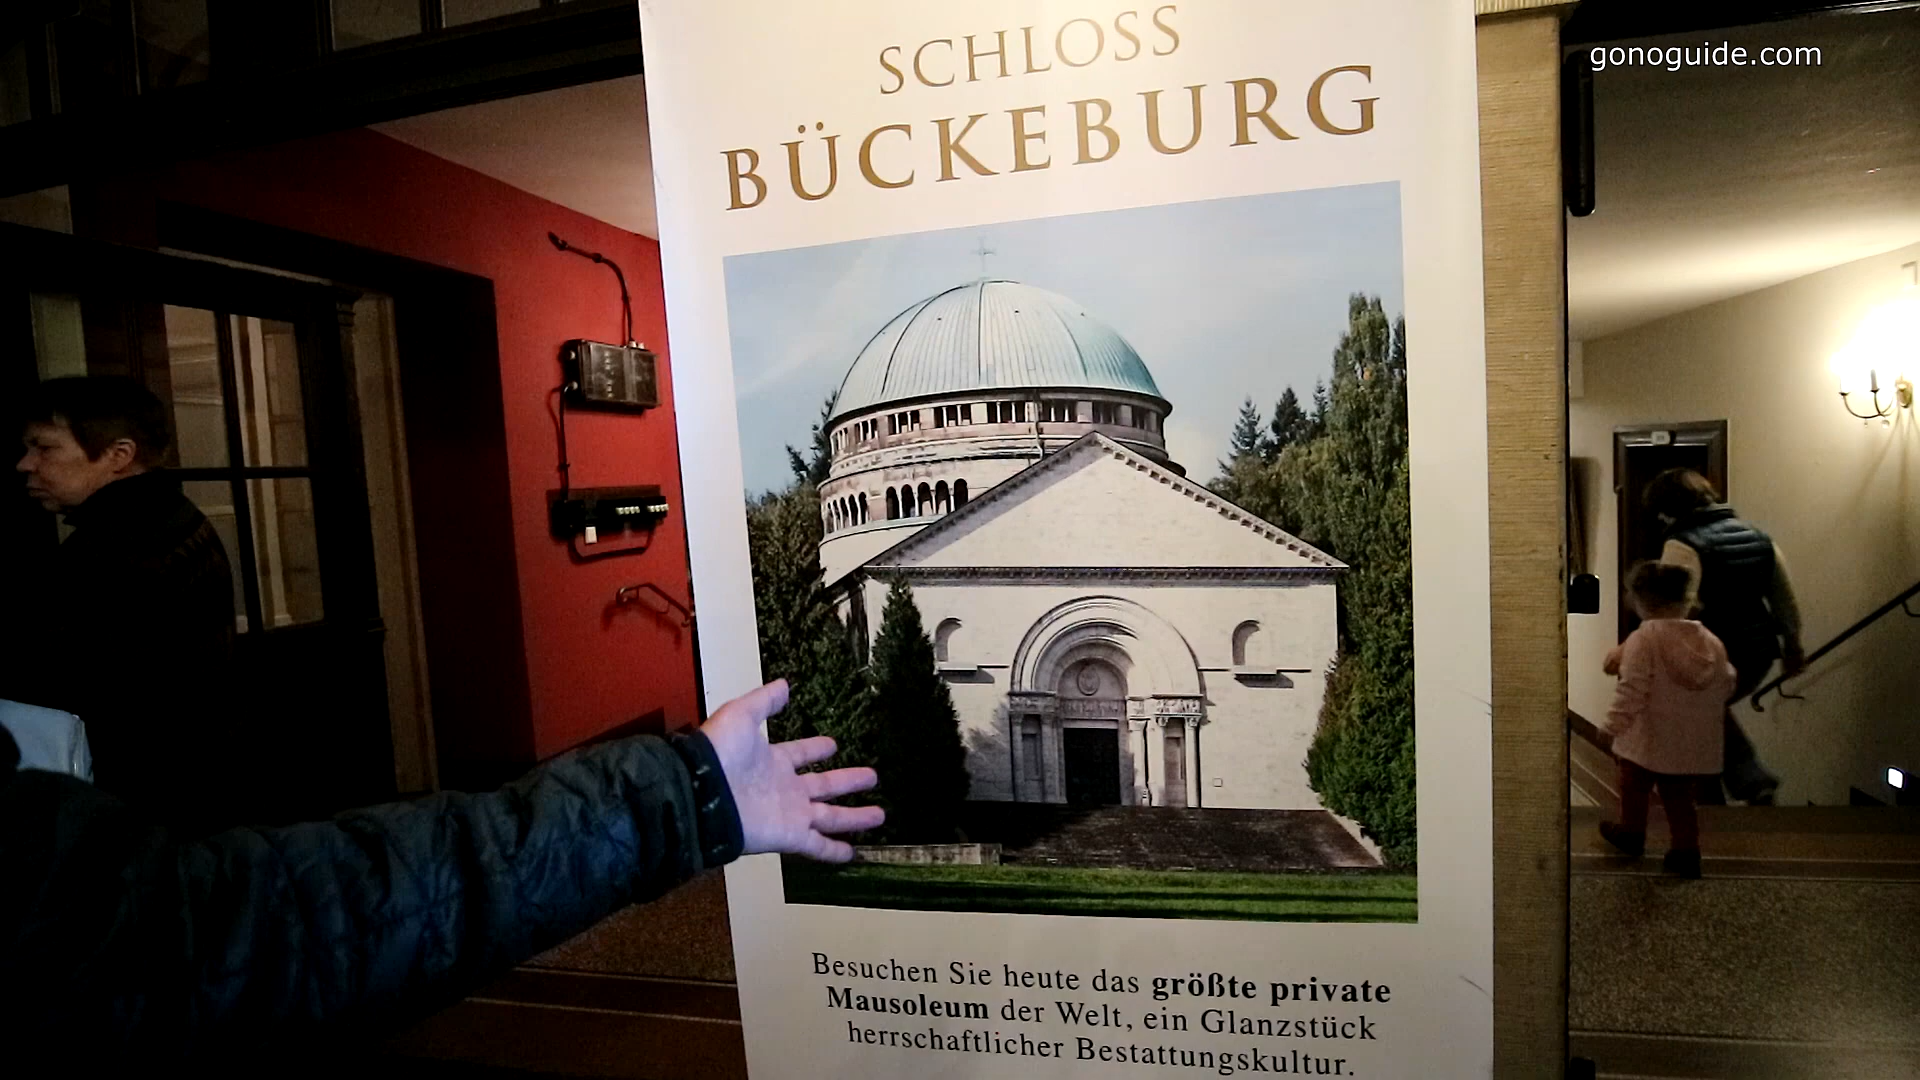 gonoguide.com
SCHLOSS
BÜCKEBURG
Besuchen Sie heute das größte private
Mausoleum der Welt, ein Glanzstück
herrschaftlicher Bestattungskultur.